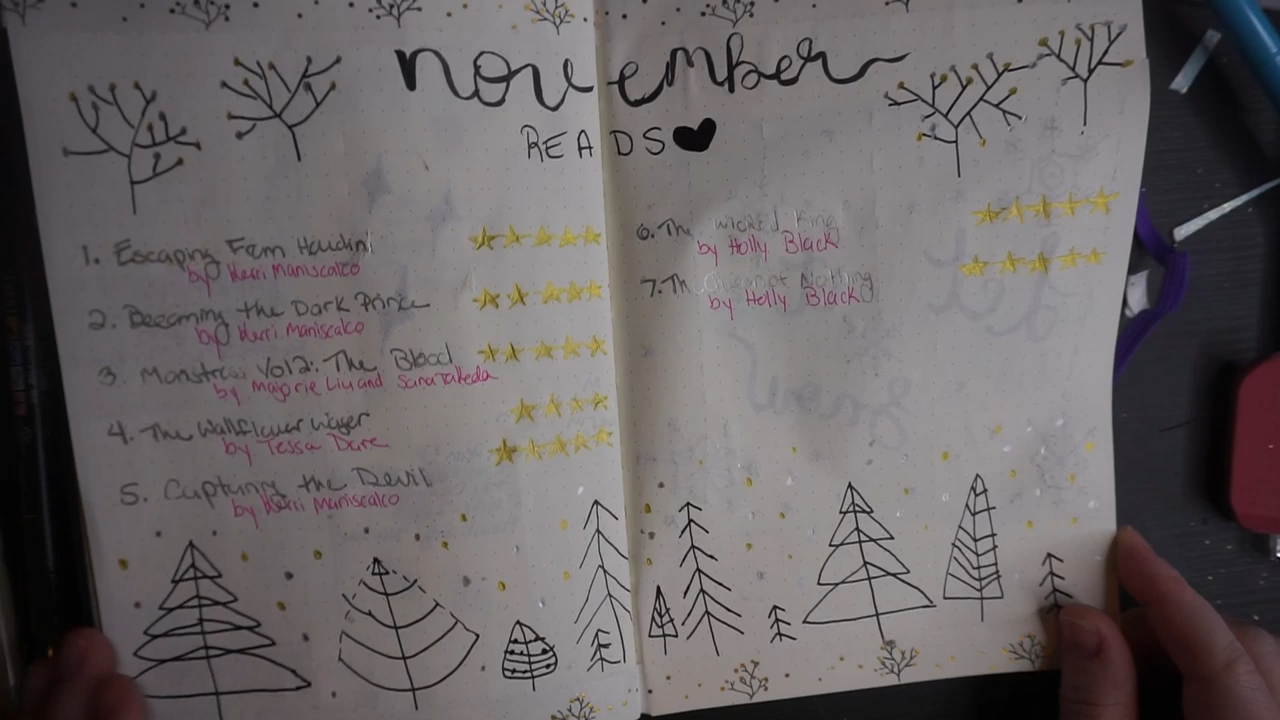 november
READS
1. Escaping From Houdini
by Kerri Maniscalco
2. Becoming the Dark Prince
by Kerri Maniscalco
3. Monstress Vol 2: The Blood
by Marjorie Liu and Sana Takeda
4. The Wallflower Wager
by Tessa Dare
5. Capturing the Devil
by Kerri Maniscalco
6. The Wicked King
by Holly Black
7. The Queen of Nothing
by Holly Black